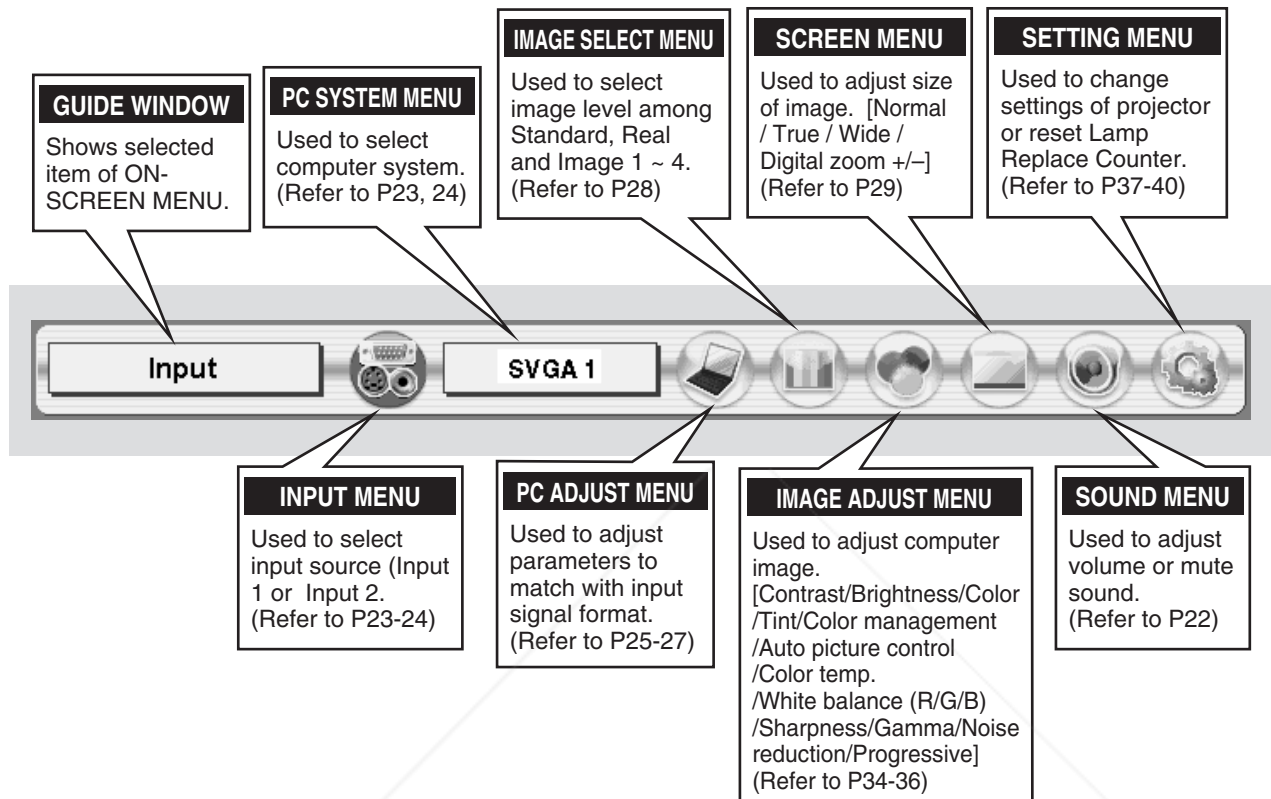 GUIDE WINDOW
Shows selected
item of ON-
SCREEN MENU.
PC SYSTEM MENU
Used to select
computer system.
(Refer to P23, 24)
IMAGE SELECT MENU
Used to select
image level among
Standard, Real
and Image 1 ~ 4.
(Refer to P28)
SCREEN MENU
Used to adjust size
of image.  [Normal
/ True / Wide /
Digital zoom +/–]
(Refer to P29)
SETTING MENU
Used to change
settings of projector
or reset Lamp
Replace Counter.
(Refer to P37-40)
Input
SVGA 1
INPUT MENU
Used to select
input source (Input
1 or  Input 2.
(Refer to P23-24)
PC ADJUST MENU
Used to adjust
parameters to
match with input
signal format.
(Refer to P25-27)
IMAGE ADJUST MENU
Used to adjust computer
image.
[Contrast/Brightness/Color
/Tint/Color management
/Auto picture control
/Color temp.
/White balance (R/G/B)
/Sharpness/Gamma/Noise
reduction/Progressive]
(Refer to P34-36)
SOUND MENU
Used to adjust
volume or mute
sound.
(Refer to P22)